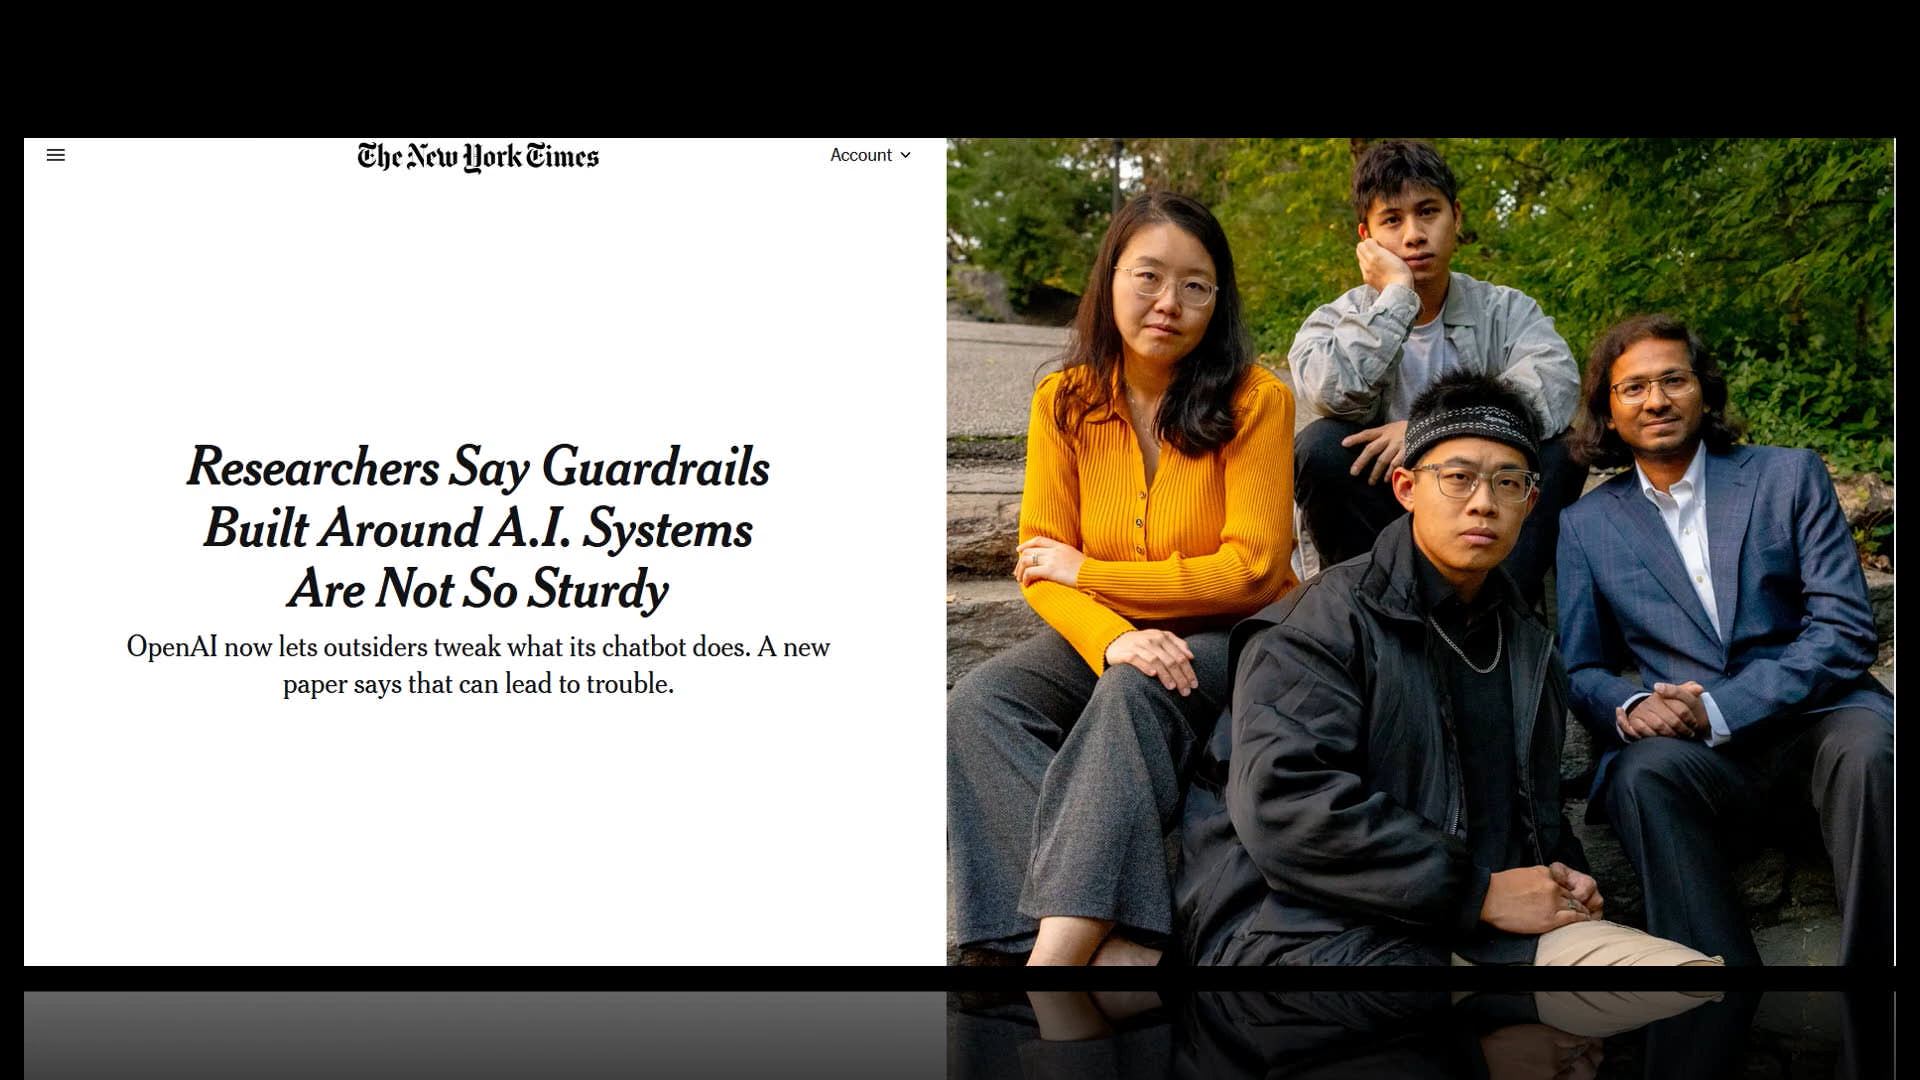 The New York Times
Account
Researchers Say Guardrails
Built Around A.I. Systems
Are Not So Sturdy
OpenAI now lets outsiders tweak what its chatbot does. A new
paper says that can lead to trouble.
Supreme